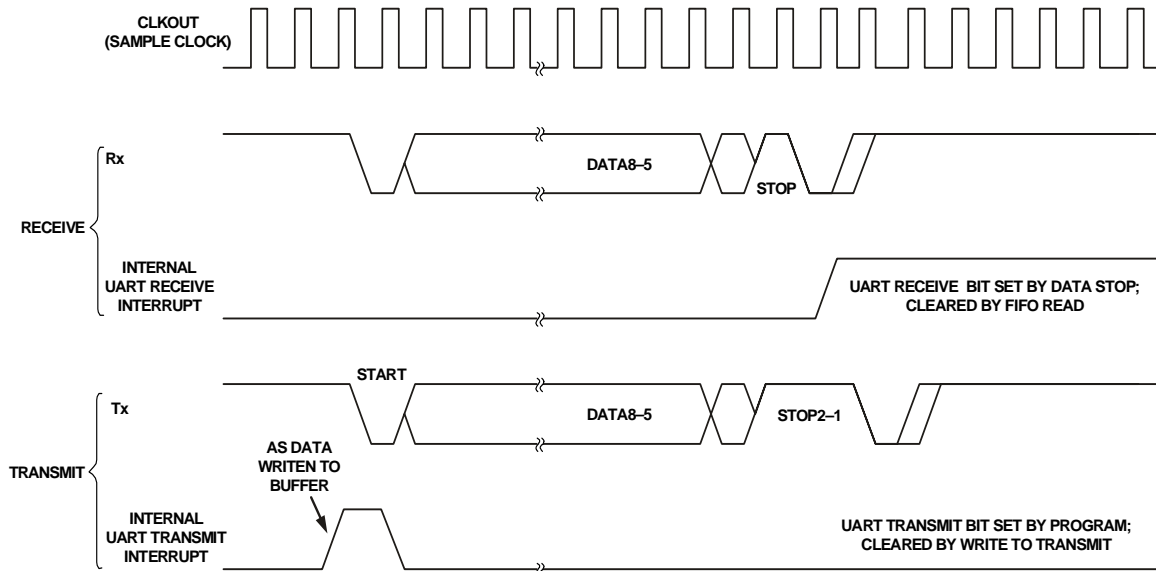 CLKOUT
(SAMPLE CLOCK)
Rx
DATA8–5
STOP
RECEIVE
INTERNAL
UART RECEIVE
INTERRUPT
UART RECEIVE BIT SET BY DATA STOP;
CLEARED BY FIFO READ
START
Tx
DATA8–5
STOP2–1
AS DATA
WRITEN TO
BUFFER
TRANSMIT
INTERNAL
UART TRANSMIT
INTERRUPT
UART TRANSMIT BIT SET BY PROGRAM;
CLEARED BY WRITE TO TRANSMIT